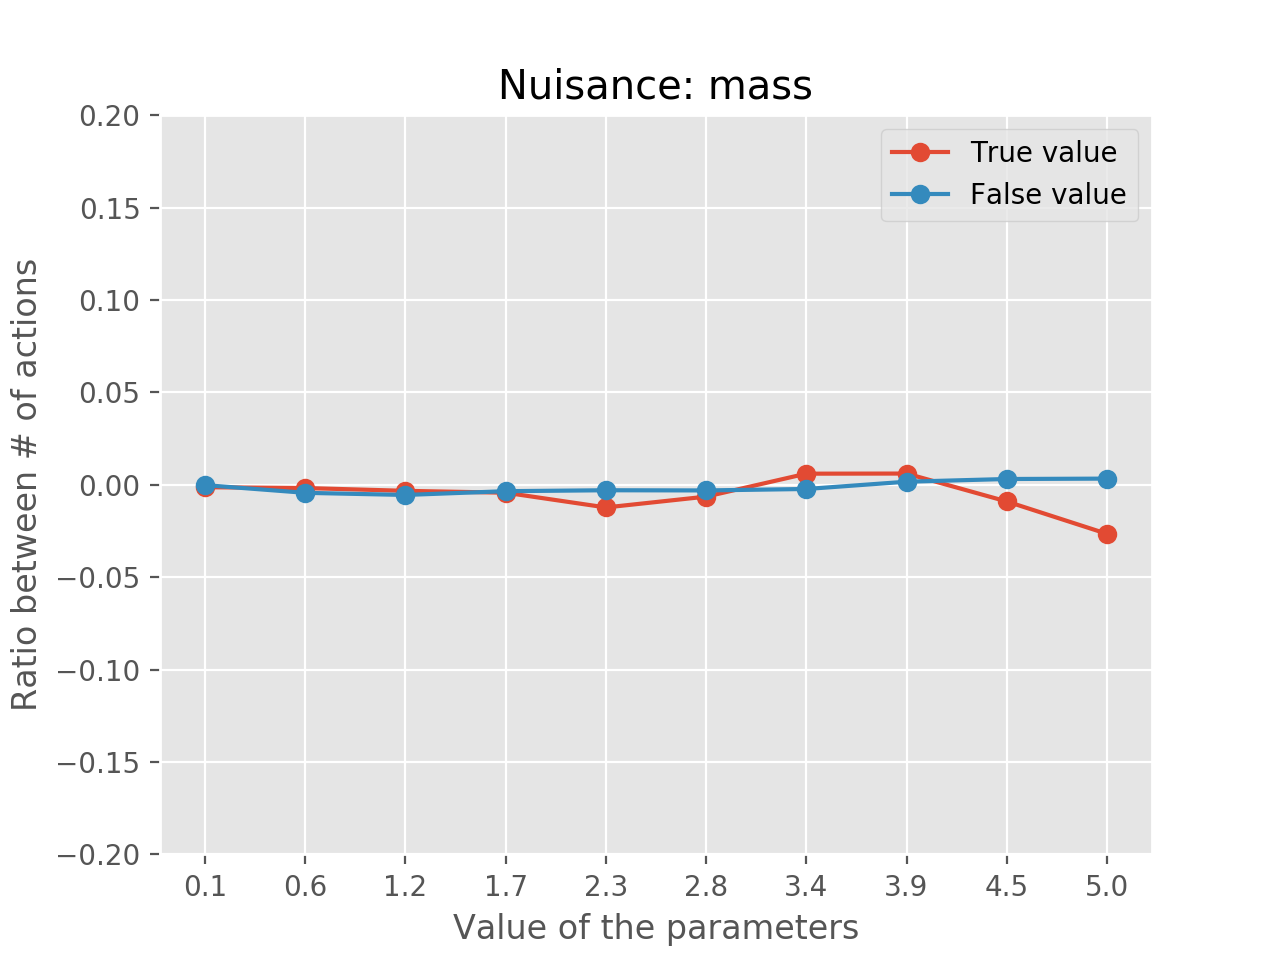 Nuisance: mass
True value
False value
0.20
0.15
0.10
0.05
0.00
−0.05
−0.10
−0.15
−0.20
Ratio between # of actions
0.1 0.6 1.2 1.7 2.3 2.8 3.4 3.9 4.5 5.0
Value of the parameters